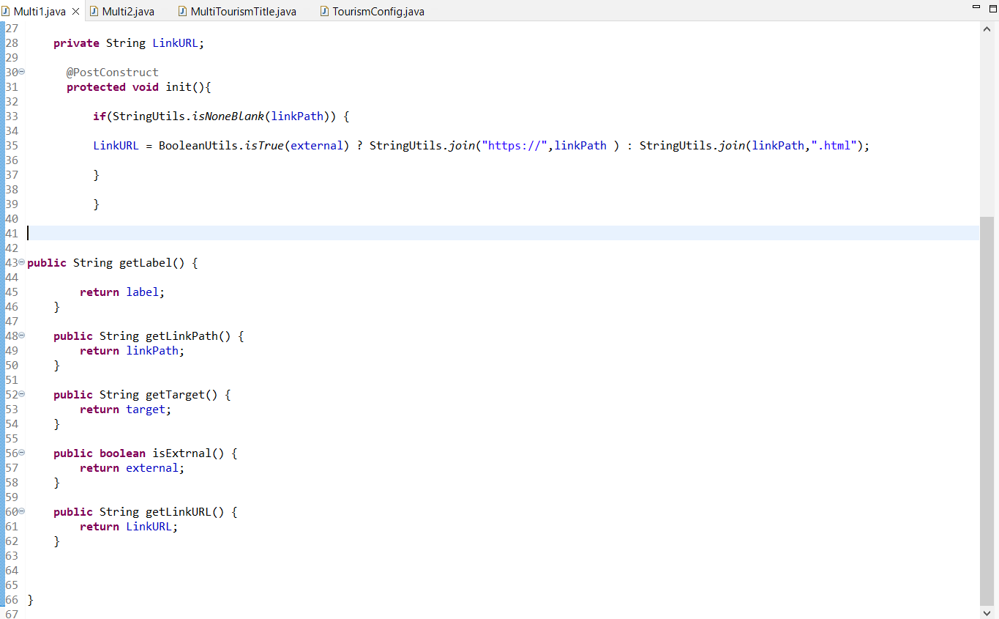 Multi1.java Multi2.java MultiTourismTitle.java TourismConfig.java
27
28 private String LinkURL;
29
30 @PostConstruct
31 protected void init(){
32
33 if(StringUtils.isNoneBlank(linkPath)) {
34
35 LinkURL = BooleanUtils.isTrue(external) ? StringUtils.join("https://",linkPath ) : StringUtils.join(linkPath,".html");
36
37 }
38
39 }
40
41
42
43 public String getLabel() {
44
45 return label;
46 }
47
48 public String getLinkPath() {
49 return linkPath;
50 }
51
52 public String getTarget() {
53 return target;
54 }
55
56 public boolean isExtrnal() {
57 return external;
58 }
59
60 public String getLinkURL() {
61 return LinkURL;
62 }
63
64
65
66 }
67